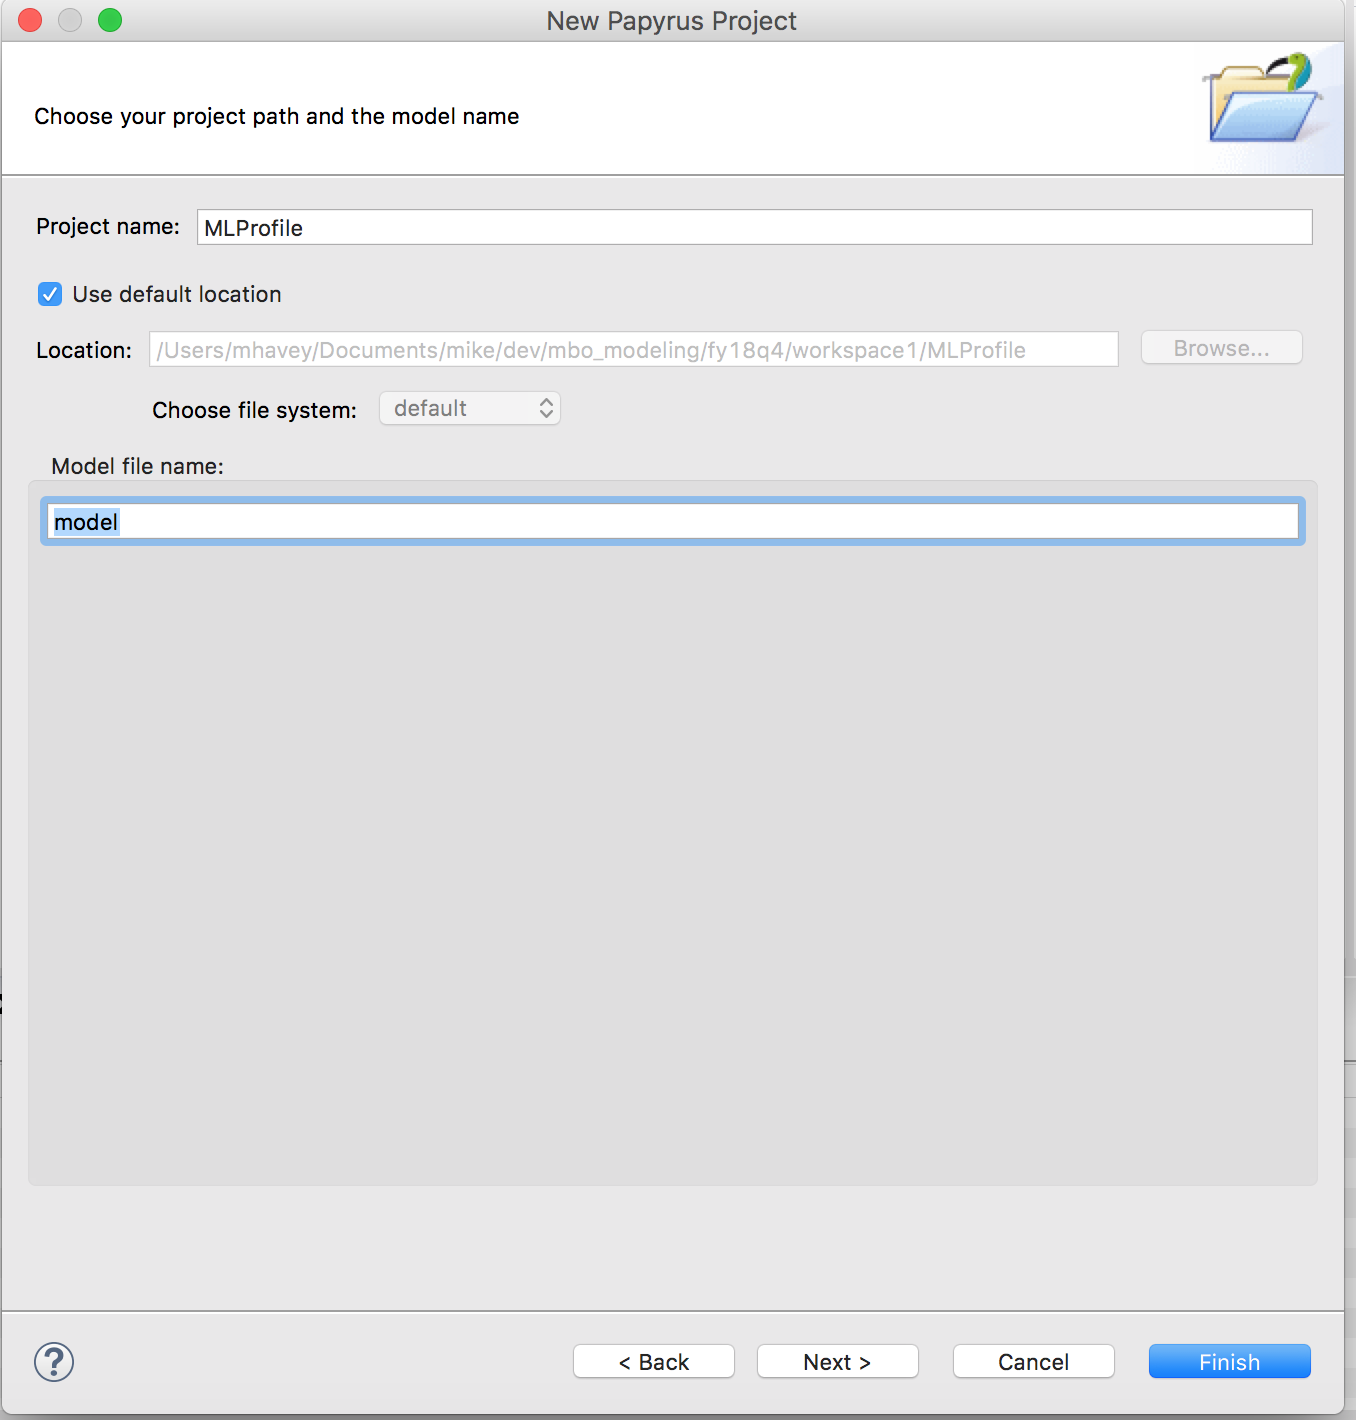 New Papyrus Project
Choose your project path and the model name
Project name: MLProfile
Use default location
Location: /Users/mhavey/Documents/mike/dev/mbo_modeling/fy18q4/workspace1/MLProfile Browse...
Choose file system: default
Model file name:
model
? < Back Next > Cancel Finish